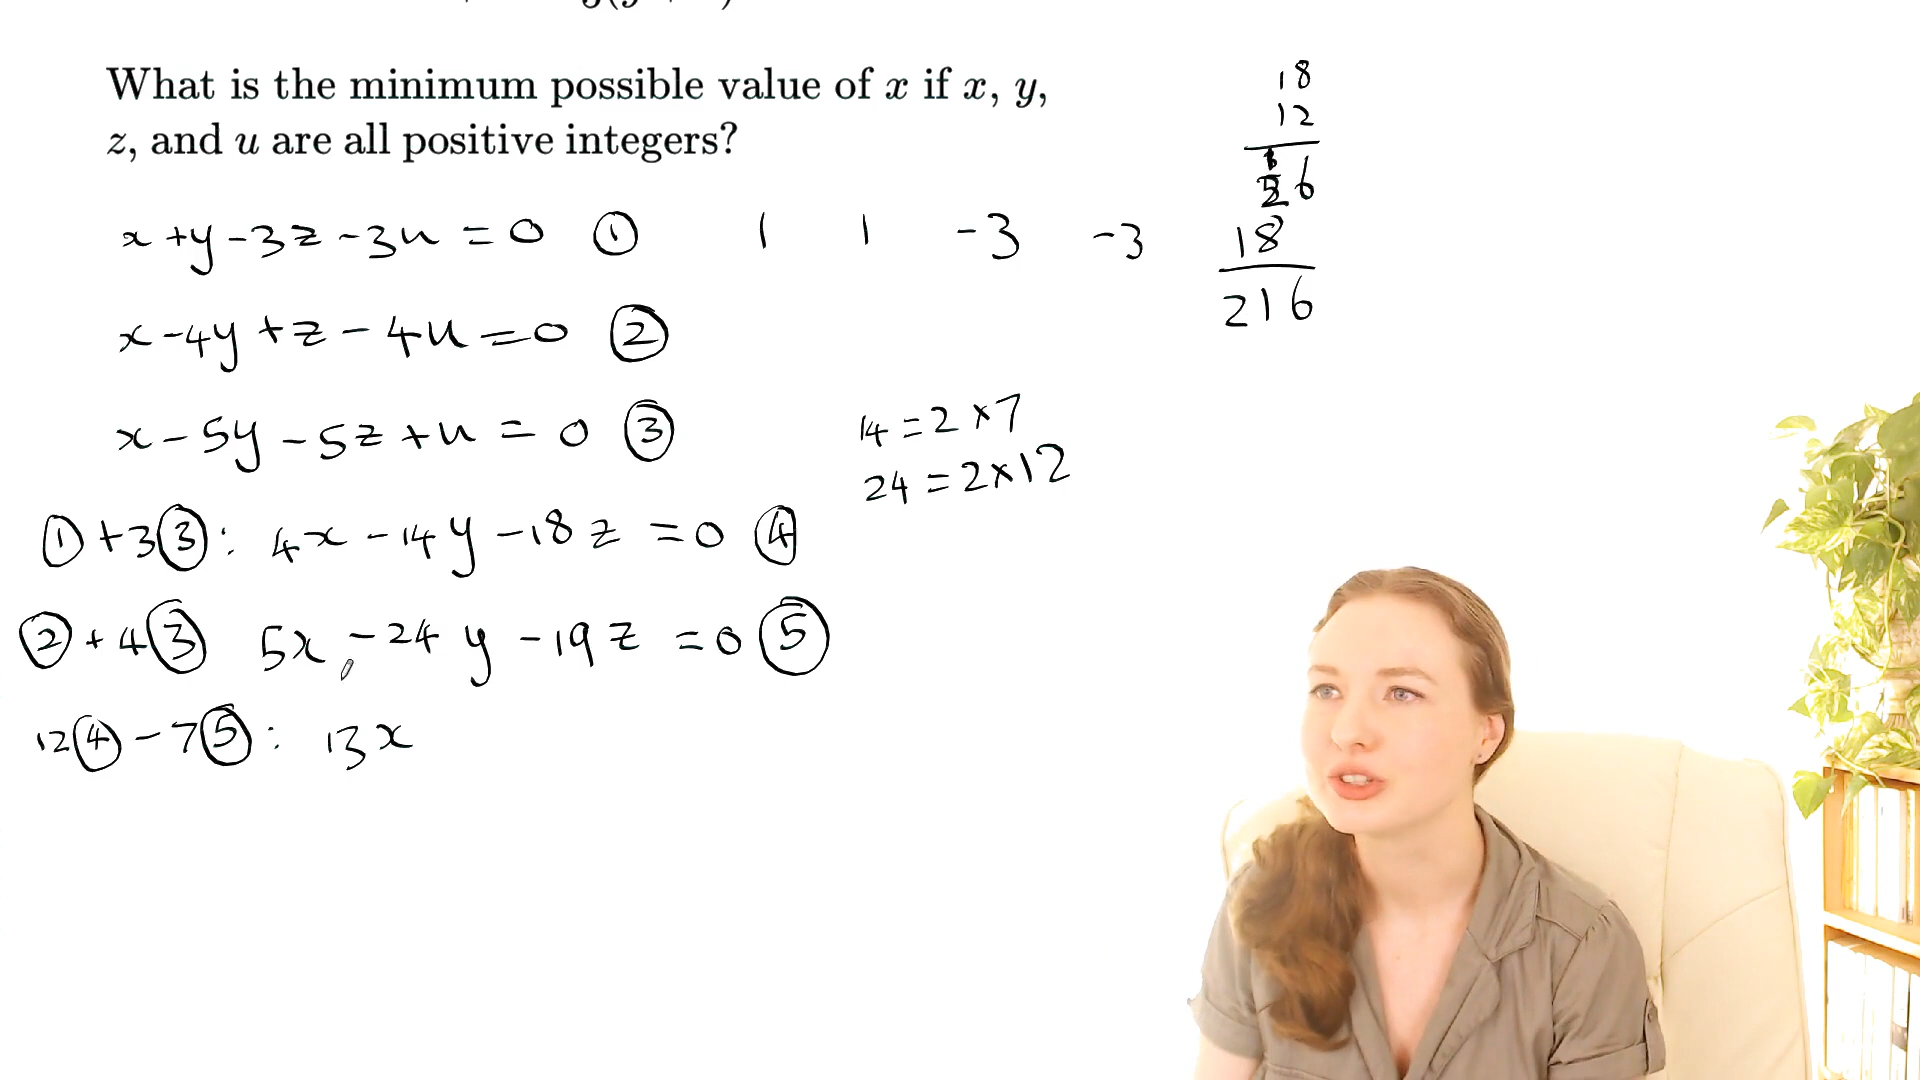 What is the minimum possible value of x if x, y,
z, and u are all positive integers?
x + y - 3z - 3u = 0 ①
1 1 -3 -3
x - 4y + z - 4u = 0 ②
x - 5y - 5z + u = 0 ③
① + 3③: 4x - 14y - 18z = 0 ④
② + 4③ 5x - 24y - 19z = 0 ⑤
12④ - 7⑤: 13x
14 = 2 × 7
24 = 2 × 12
18
12
36
18
216